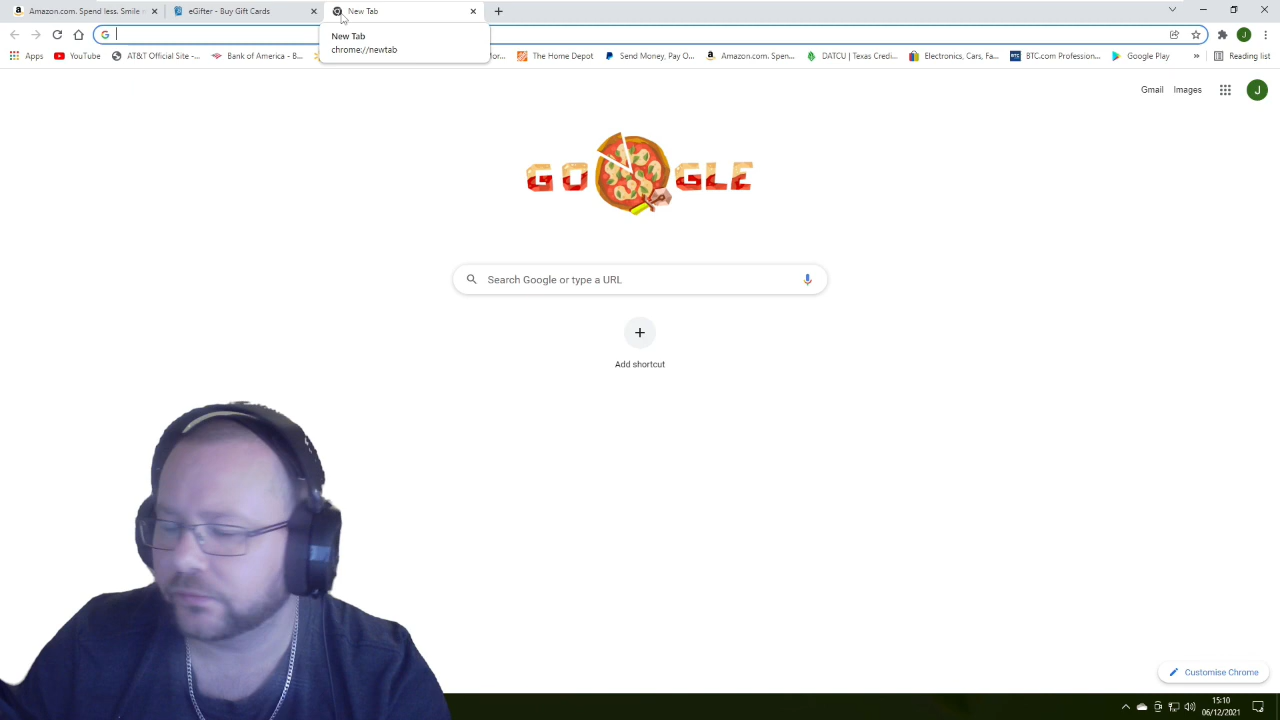 Amazon.com. Spend less. Smile
eGifter - Buy Gift Cards
New Tab
New Tab
chrome://newtab
Apps
YouTube
AT&T Official Site -...
Bank of America - B...
or...
The Home Depot
Send Money, Pay O...
Amazon.com. Spen...
DATCU | Texas Credi...
Electronics, Cars, Fa...
BTC.com Profession...
Google Play
»
Reading list
Gmail
Images
J
J
GOOGLE
Search Google or type a URL
Add shortcut
Customise Chrome
15:10
06/12/2021